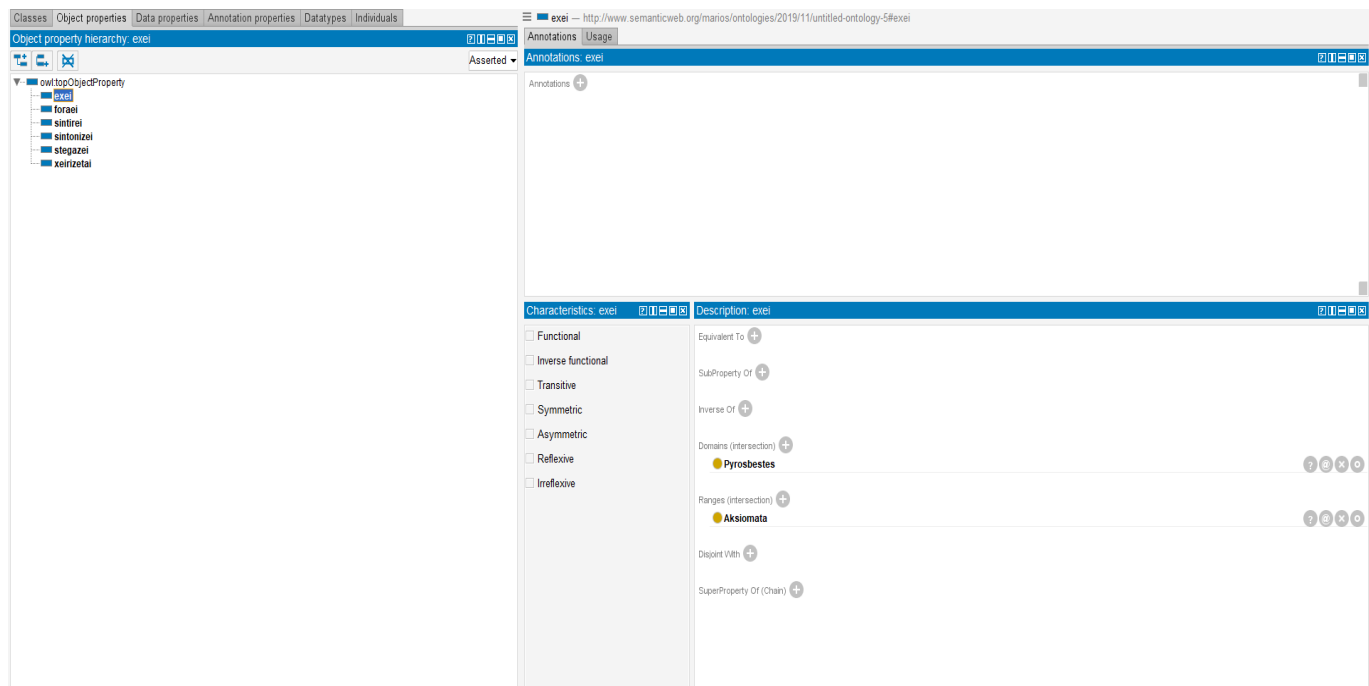 Classes Object properties Data properties Annotation properties Datatypes Individuals
Object property hierarchy: exei
Asserted
owl:topObjectProperty
exei
foraei
sintirei
sintonizei
stegazei
xeirizetai
exei — http://www.semanticweb.org/marios/ontologies/2019/11/untitled-ontology-5#exei
Annotations Usage
Annotations: exei
Annotations
Characteristics: exei
Functional
Inverse functional
Transitive
Symmetric
Asymmetric
Reflexive
Irreflexive
Description: exei
Equivalent To
SubProperty Of
Inverse Of
Domains (intersection)
Pyrosbestes
Ranges (intersection)
Aksiomata
Disjoint With
SuperProperty Of (Chain)